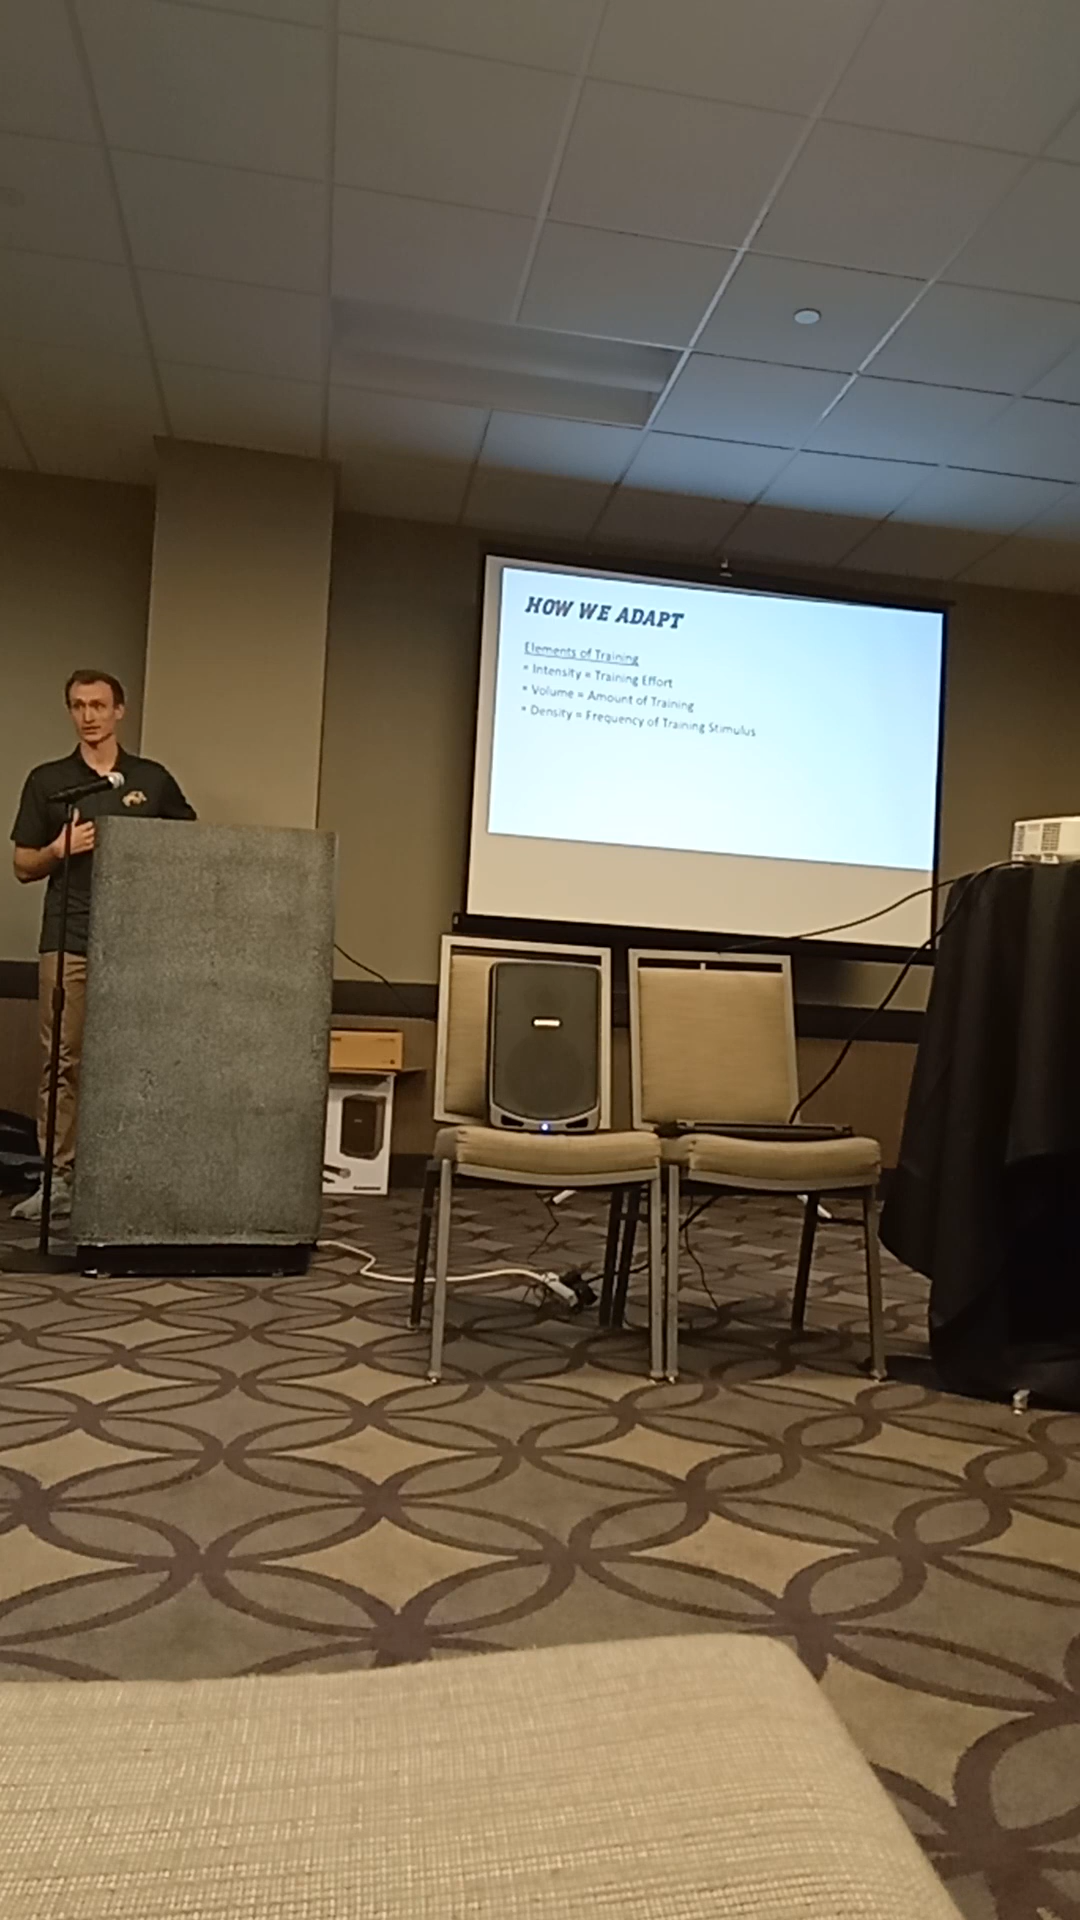 HOW WE ADAPT
Elements of Training
* Intensity = Training Effort
* Volume = Amount of Training
* Density = Frequency of Training Stimulus